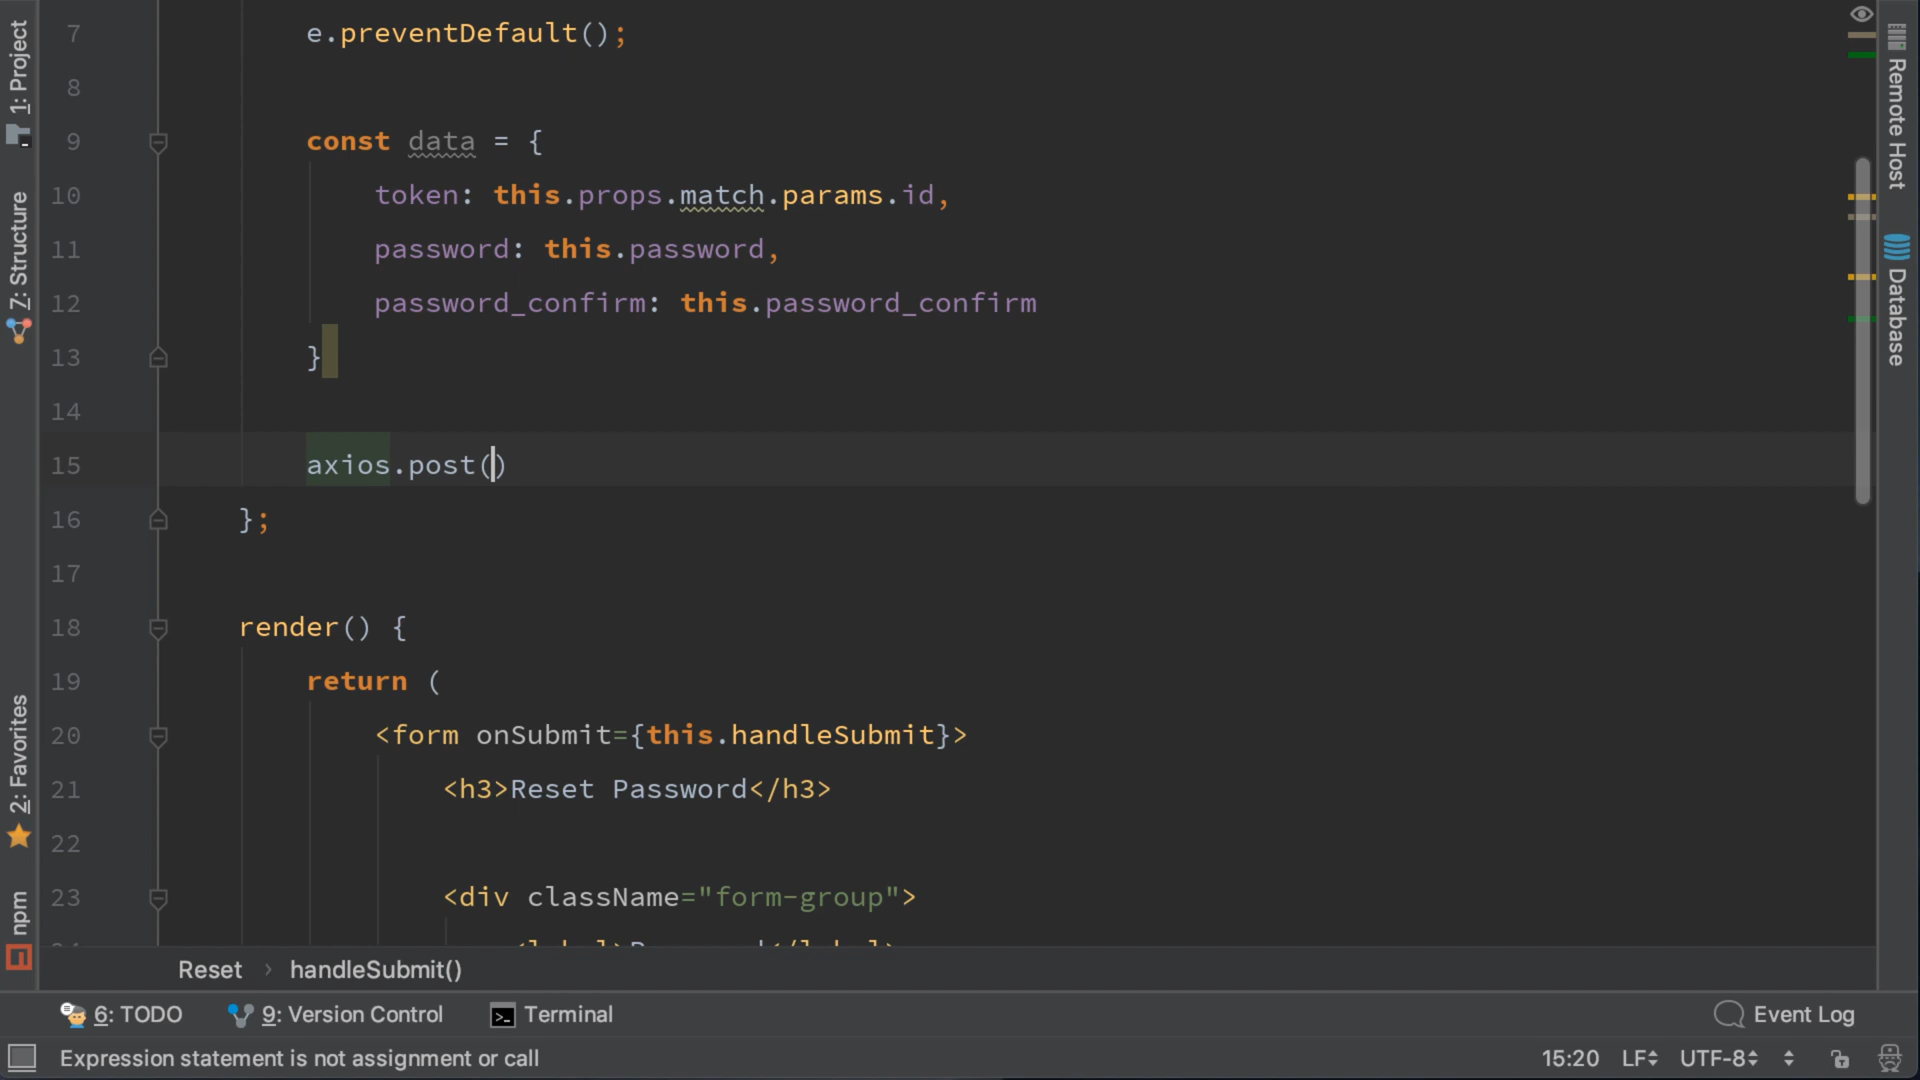 1: Project
Z: Structure
2: Favorites
npm
7 e.preventDefault();
8
9 const data = {
10 token: this.props.match.params.id,
11 password: this.password,
12 password_confirm: this.password_confirm
13 }
14
15 axios.post()
16 };
17
18 render() {
19 return (
20 <form onSubmit={this.handleSubmit}>
21 <h3>Reset Password</h3>
22
23 <div className="form-group">
Remote Host
Database
Reset › handleSubmit()
6: TODO 9: Version Control Terminal Event Log
Expression statement is not assignment or call 15:20 LF UTF-8